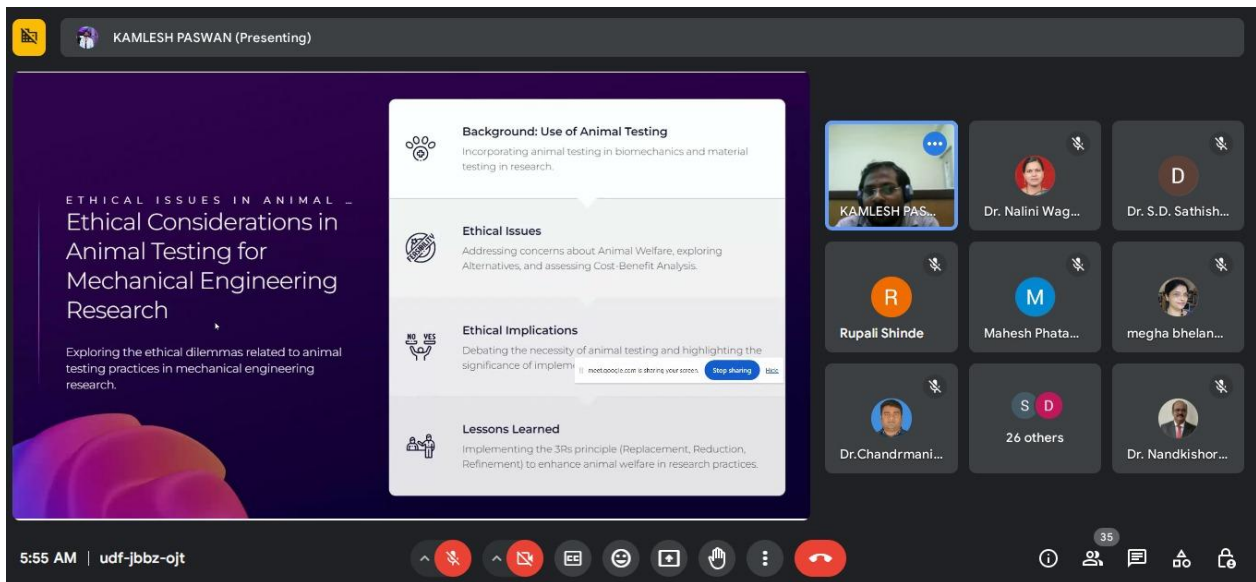 KAMLESH PASWAN (Presenting)
ETHICAL ISSUES IN ANIMAL …
Ethical Considerations in
Animal Testing for
Mechanical Engineering
Research
Exploring the ethical dilemmas related to animal
testing practices in mechanical engineering
research.
Background: Use of Animal Testing
Incorporating animal testing in biomechanics and material
testing in research.
Ethical Issues
Addressing concerns about Animal Welfare, exploring
Alternatives, and assessing Cost-Benefit Analysis.
NO YES
Ethical Implications
Debating the necessity of animal testing and highlighting the
significance of implem
meet.google.com is sharing your screen. Stop sharing Hide
Lessons Learned
Implementing the 3Rs principle (Replacement, Reduction,
Refinement) to enhance animal welfare in research practices.
KAMLESH PAS...
Dr. Nalini Wag...
D
Dr. S.D. Sathish...
R
Rupali Shinde
M
Mahesh Phata...
megha bhelan...
Dr.Chandrmani...
S D
26 others
Dr. Nandkishor...
5:55 AM | udf-jbbz-ojt
CC
35